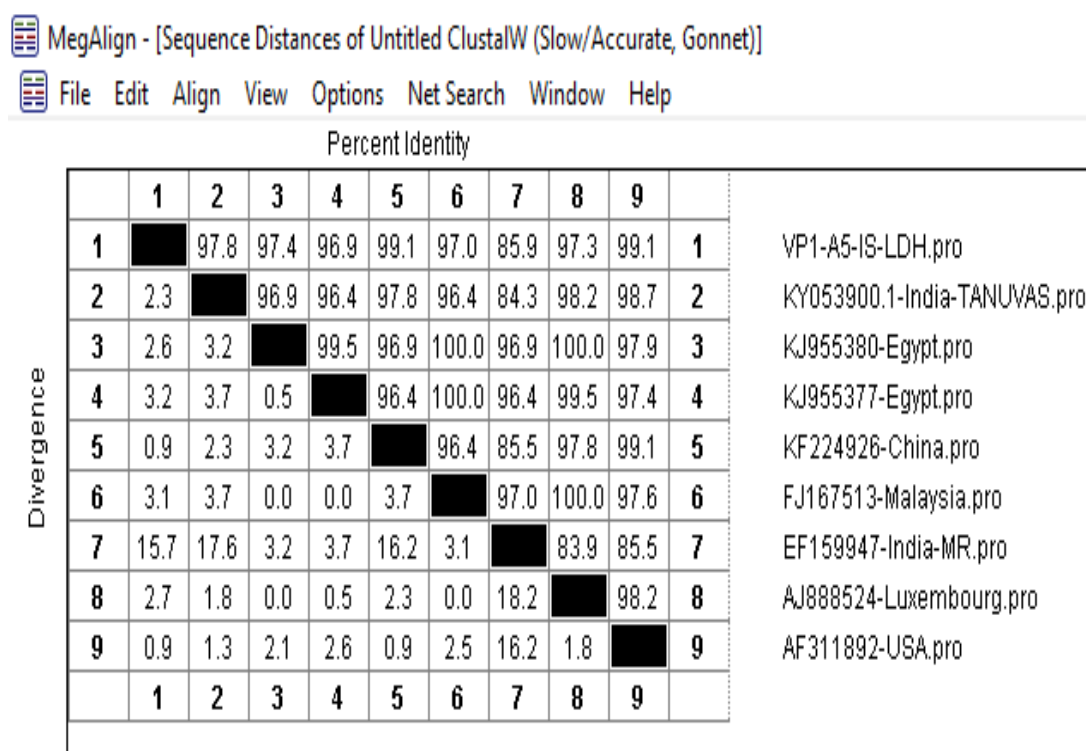 MegAlign - [Sequence Distances of Untitled ClustalW (Slow/Accurate, Gonnet)]
File Edit Align View Options Net Search Window Help
Percent Identity
1 2 3 4 5 6 7 8 9
1 97.8 97.4 96.9 99.1 97.0 85.9 97.3 99.1 1 VP1-A5-IS-LDH.pro
2 2.3 96.9 96.4 97.8 96.4 84.3 98.2 98.7 2 KY053900.1-India-TANUVAS.pro
3 2.6 3.2 99.5 96.9 100.0 96.9 100.0 97.9 3 KJ955380-Egypt.pro
4 3.2 3.7 0.5 96.4 100.0 96.4 99.5 97.4 4 KJ955377-Egypt.pro
5 0.9 2.3 3.2 3.7 96.4 85.5 97.8 99.1 5 KF224926-China.pro
6 3.1 3.7 0.0 0.0 3.7 97.0 100.0 97.6 6 FJ167513-Malaysia.pro
7 15.7 17.6 3.2 3.7 16.2 3.1 83.9 85.5 7 EF159947-India-MR.pro
8 2.7 1.8 0.0 0.5 2.3 0.0 18.2 98.2 8 AJ888524-Luxembourg.pro
9 0.9 1.3 2.1 2.6 0.9 2.5 16.2 1.8 9 AF311892-USA.pro
1 2 3 4 5 6 7 8 9
Divergence